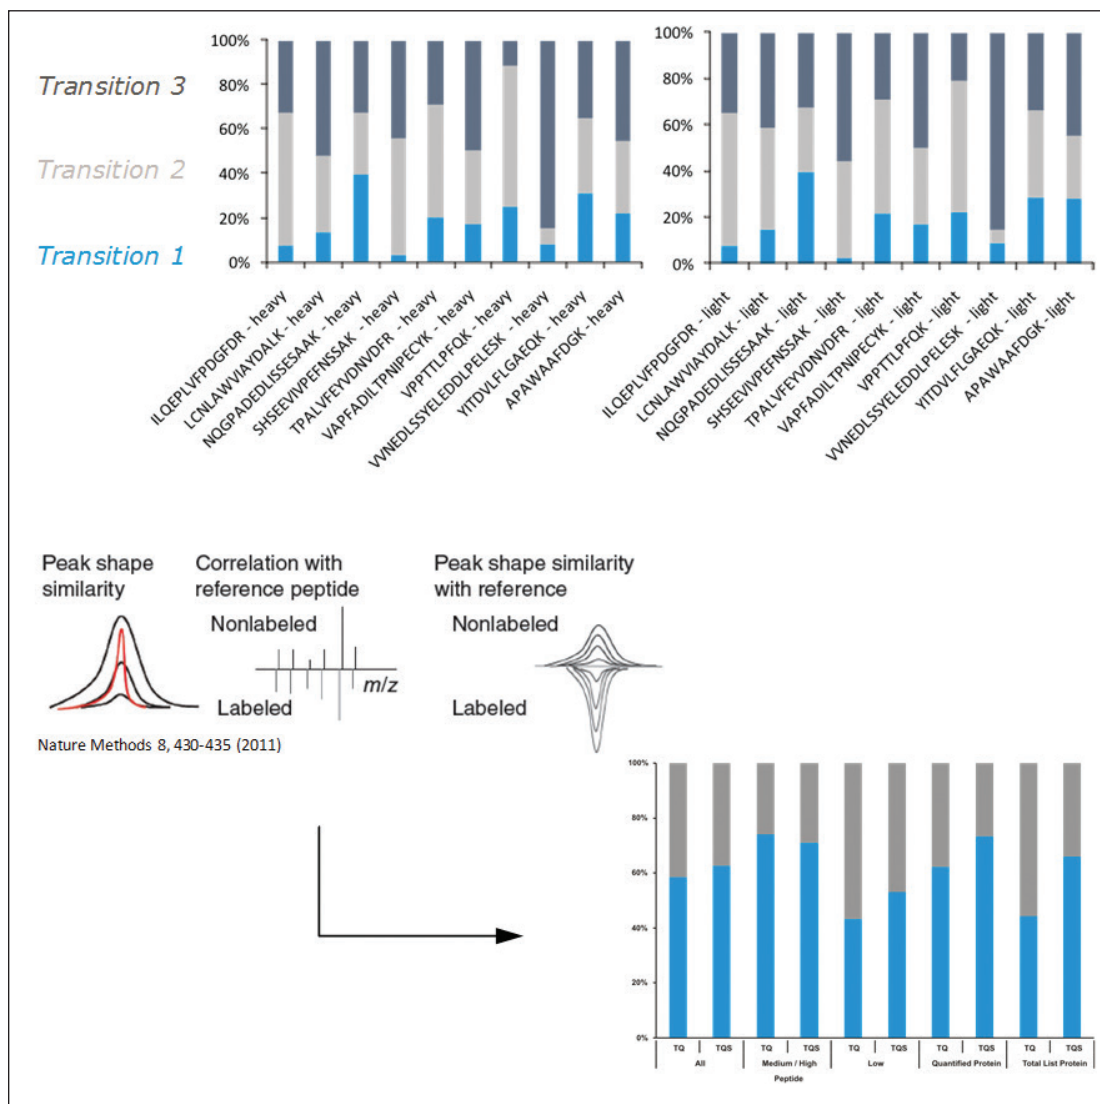 Transition 3
Transition 2
Transition 1
100%
80%
60%
40%
20%
0%
ILQEPLVFPDGFDR - heavy
LCNLAWVIAYDALK - heavy
NQGPADEDLISSESAAK - heavy
SHSEEVIVPEFNSSAK - heavy
TPALVFEYVDNVDFR - heavy
VAPFADILTPNIPECYK - heavy
VPPTTLPFQK - heavy
VVNEDLSSYELEDDLPELESK - heavy
YITDVLFLGAEQK - heavy
APAWAAFDGK - heavy
100%
80%
60%
40%
20%
0%
ILQEPLVFPDGFDR - light
LCNLAWVIAYDALK - light
NQGPADEDLISSESAAK - light
SHSEEVIVPEFNSSAK - light
TPALVFEYVDNVDFR - light
VAPFADILTPNIPECYK - light
VPPTTLPFQK - light
VVNEDLSSYELEDDLPELESK - light
YITDVLFLGAEQK - light
APAWAAFDGK - light
Peak shape
similarity
Correlation with
reference peptide
Nonlabeled
m/z
Labeled
Peak shape similarity
with reference
Nonlabeled
Labeled
Nature Methods 8, 430-435 (2011)
100%
80%
60%
40%
20%
0%
TQ TQS TQ TQS TQ TQS TQ TQS TQ TQS
All Medium / High Low Quantified Protein Total List Protein
Peptide